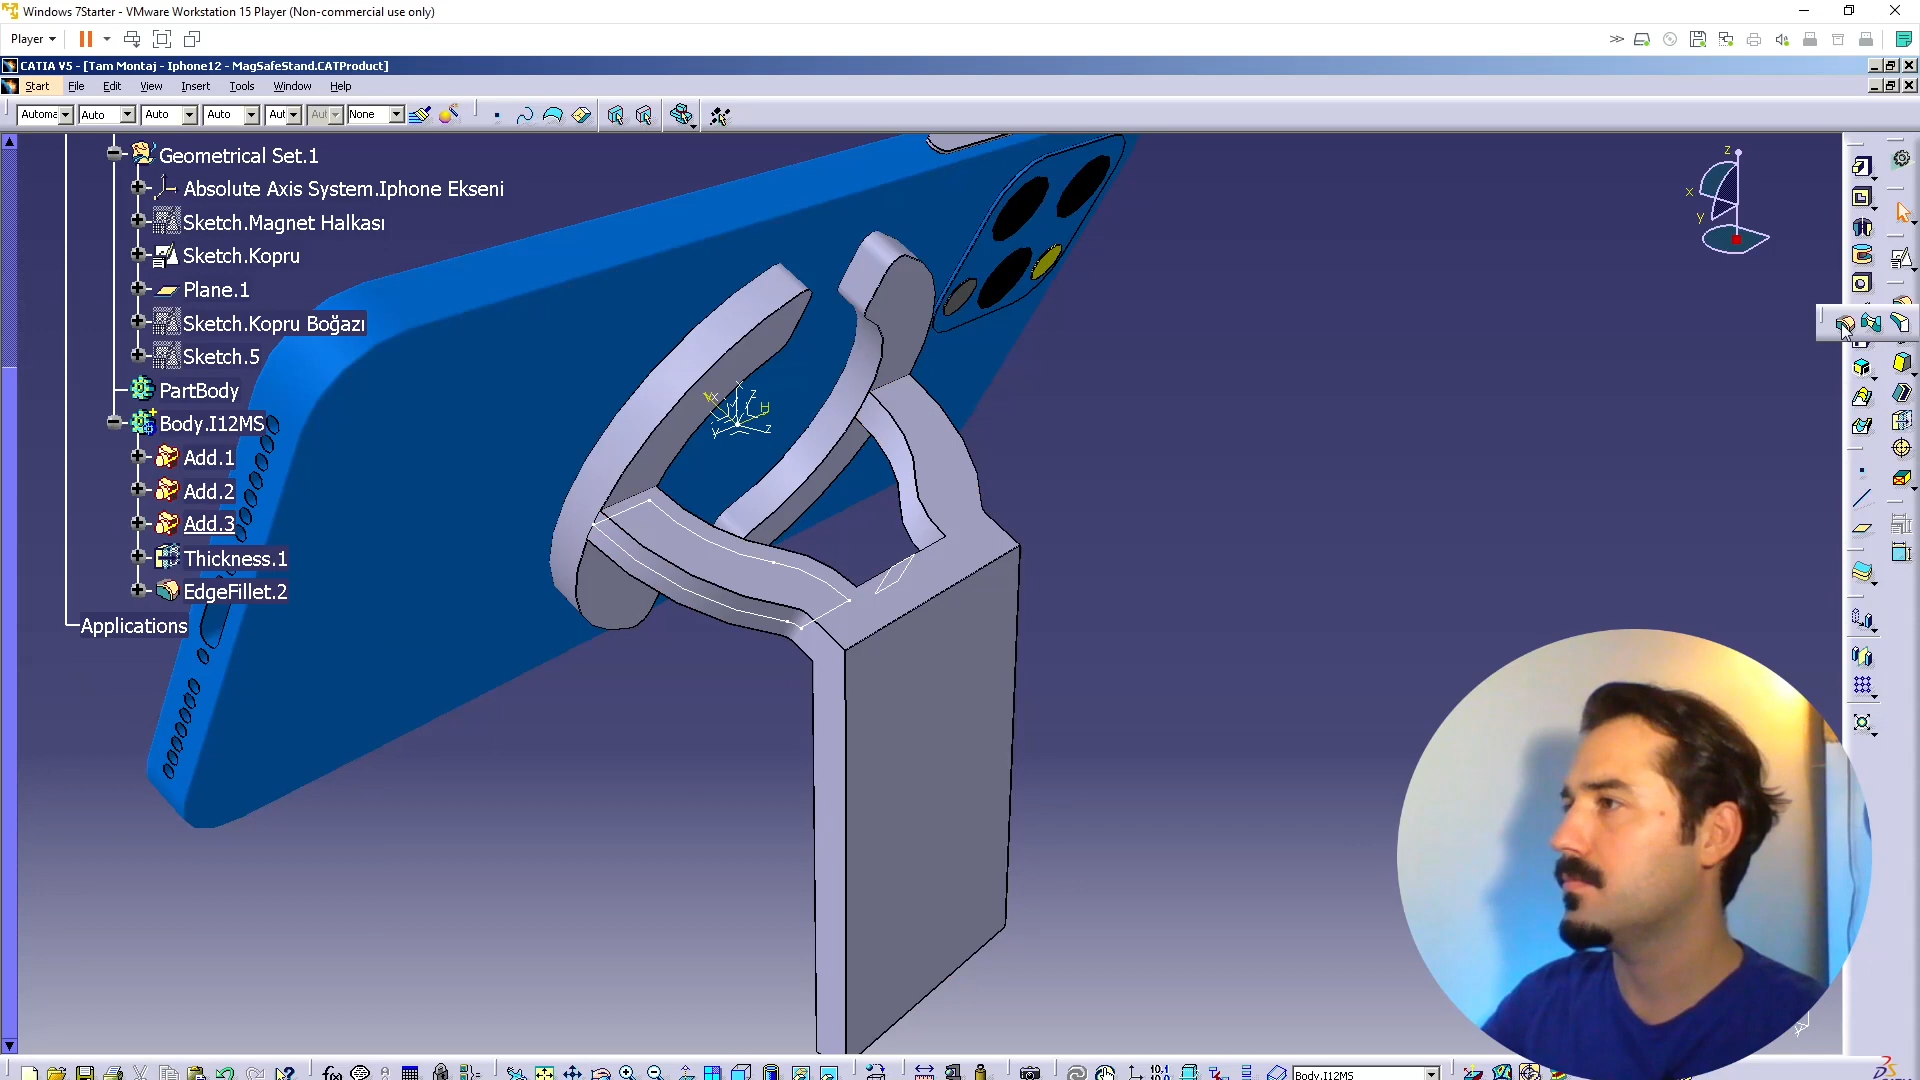 Windows 7Starter - VMware Workstation 15 Player (Non-commercial use only)
Player
CATIA V5 - [Tam Montaj - Iphone12 - MagSafeStand.CATProduct]
Start File Edit View Insert Tools Window Help
Automa Auto Auto Auto Aut Aut None
Geometrical Set.1
Absolute Axis System.Iphone Ekseni
Sketch.Magnet Halkası
Sketch.Kopru
Plane.1
Sketch.Kopru Boğazı
Sketch.5
PartBody
Body.I12MS
Add.1
Add.2
Add.3
Thickness.1
EdgeFillet.2
Applications
z
x
y
H
Body.I12MS